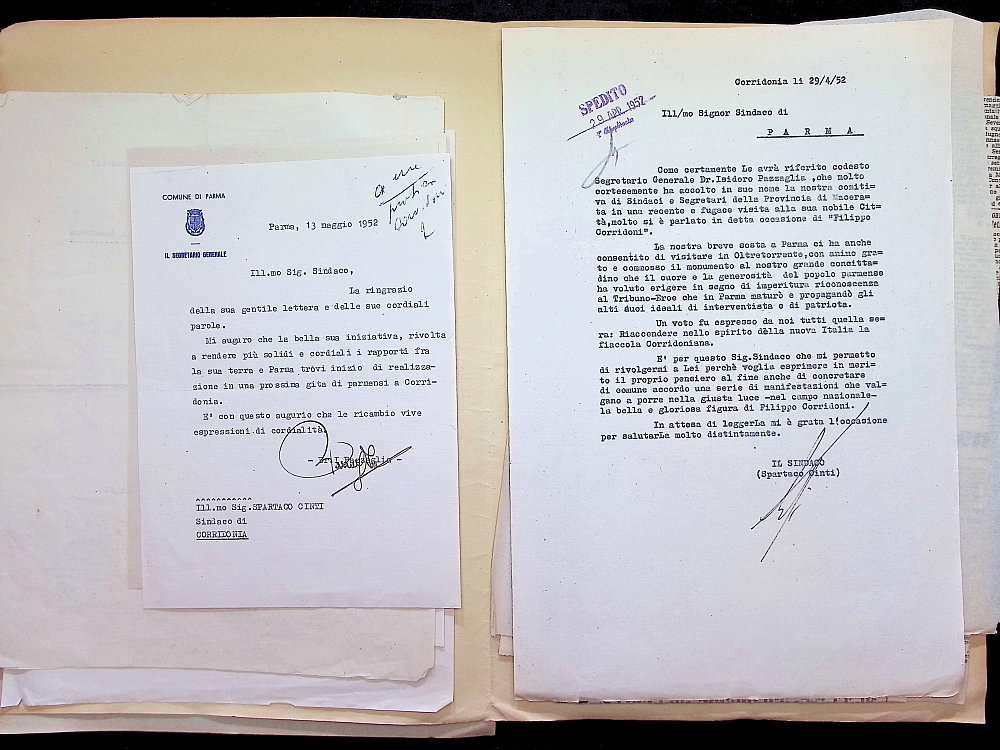 COMUNE DI PARMA
IL SEGRETARIO GENERALE
Parma, 13 maggio 1952
Ill.mo Sig. Sindaco,
La ringrazio
della sua gentile lettera e delle sue cordiali
parole.
Mi auguro che la bella sua iniziativa, rivolta
a rendere più solidi e cordiali i rapporti fra
la sua terra e Parma tròvi inizio di realizza-
zione in una prossima gita di parmensi a Corri-
donia.
E' con questo augurio che le ricambio vive
espressioni di cordialità.
Ill.mo Sig.SPARTACO CINTI
Sindaco di
CORRIDONIA
Corridonia li 29/4/52
SPEDITO
29 APR. 1952
Ill/mo Signor Sindaco di
P A R M A
Come certamente Le avrà riferito codesto
Segretario Generale Dr.Isidoro Pazzaglia ,che molto
cortesemente ha accolto in suo nome la nostra comiti=
va di Sindaci e Segretari della Provincia di Macera=
ta in una recente e fugace visita alla sua nobile Cit=
tà,molto si è parlato in detta occasione di "Filippo
Corridoni".
La nostra breve sosta a Parma ci ha anche
consentito di visitare in Oltretorrente,con animo gra=
to e commosso il monumento al nostro grande concitta=
dino che il cuore e la generosità del popolo parmense
ha voluto erigere in segno di imperitura riconoscenza
al Tribuno-Eroe che in Parma maturò e propagandò gli
alti suoi ideali di interventista e di patriota.
Un voto fu espresso da noi tutti quella se=
ra: Riaccendere nello spirito della nuova Italia la
fiaccola Corridoniana.
E' per questo Sig.Sindaco che mi permetto
di rivolgermi a Lei perchè voglia esprimere in meri=
to il proprio pensiero al fine anche di concretare
di comune accordo una serie di manifestazioni che val=
gano a porre nella giusta luce -nel campo nazionale-
la bella e gloriosa figura di Filippo Corridoni.
In attesa di leggerLa mi è grata l'occasione
per salutarLa molto distintamente.
IL SINDACO
(Spartaco Cinti)